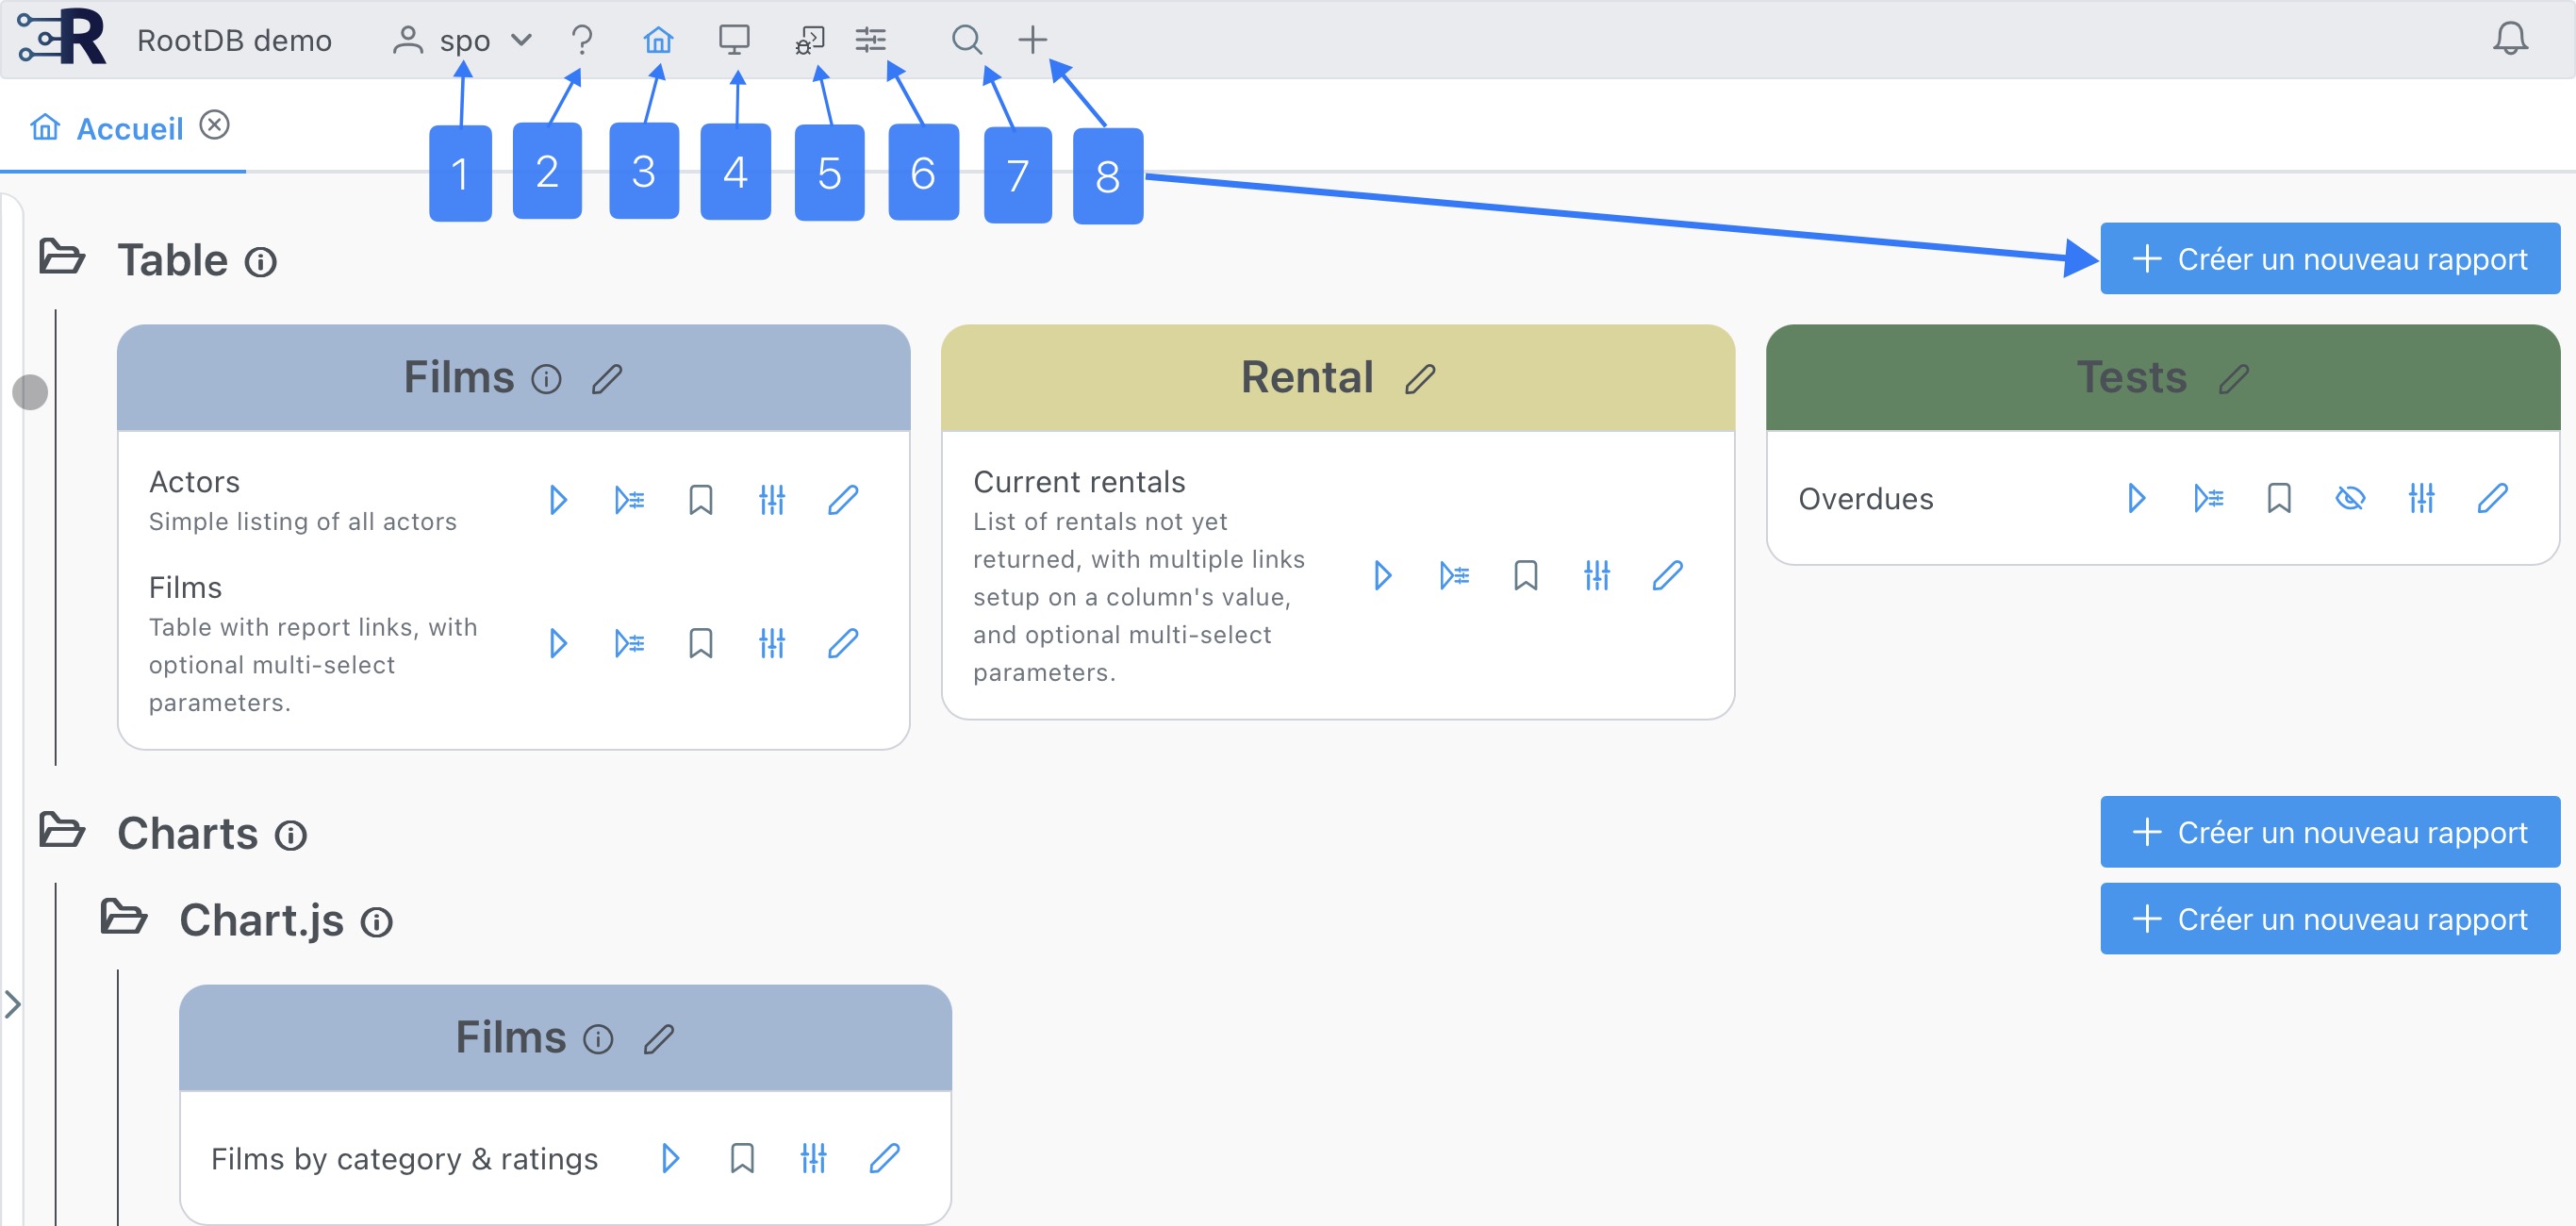 R RootDB demo spo
Accueil
1 2 3 4 5 6 7 8
Table Créer un nouveau rapport
Films Rental Tests
Actors
Simple listing of all actors
Films
Table with report links, with
optional multi-select
parameters.
Current rentals
List of rentals not yet
returned, with multiple links
setup on a column's value,
and optional multi-select
parameters.
Overdues
Charts Créer un nouveau rapport
Chart.js Créer un nouveau rapport
Films
Films by category & ratings